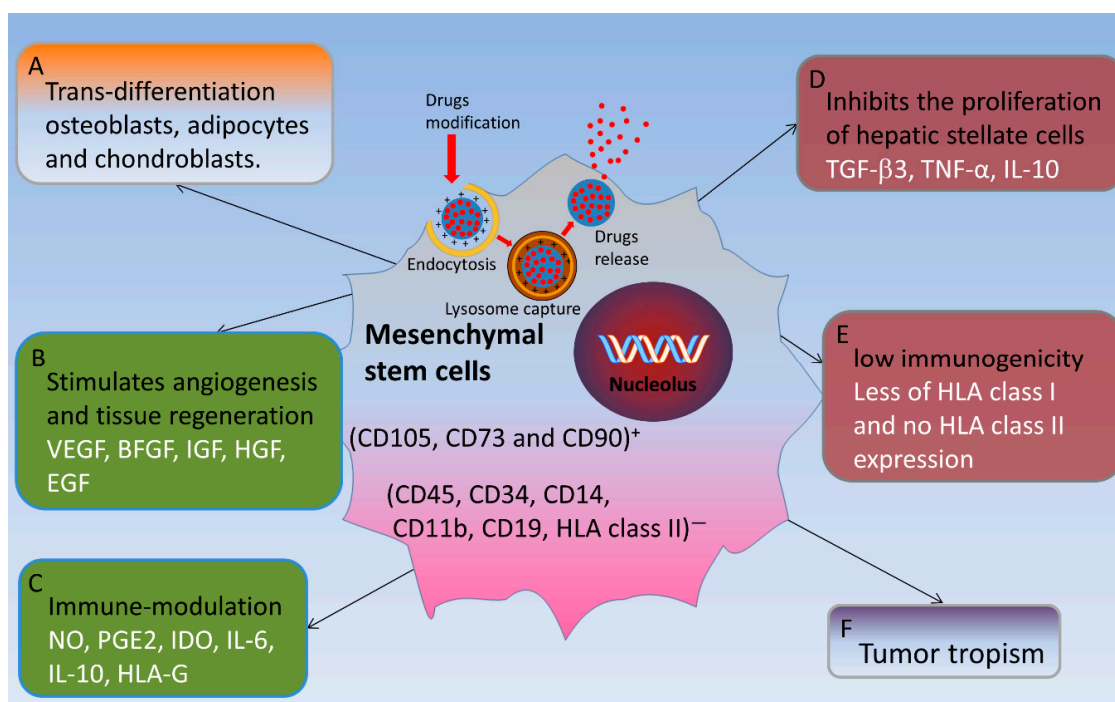 A
Trans-differentiation
osteoblasts, adipocytes
and chondroblasts.
B
Stimulates angiogenesis
and tissue regeneration
VEGF, BFGF, IGF, HGF,
EGF
C
Immune-modulation
NO, PGE2, IDO, IL-6,
IL-10, HLA-G
Drugs
modification
Endocytosis
Lysosome capture
Drugs
release
Mesenchymal
stem cells
Nucleolus
(CD105, CD73 and CD90)⁺
(CD45, CD34, CD14,
CD11b, CD19, HLA class II)⁻
D
Inhibits the proliferation
of hepatic stellate cells
TGF-β3, TNF-α, IL-10
E
low immunogenicity
Less of HLA class I
and no HLA class II
expression
F
Tumor tropism